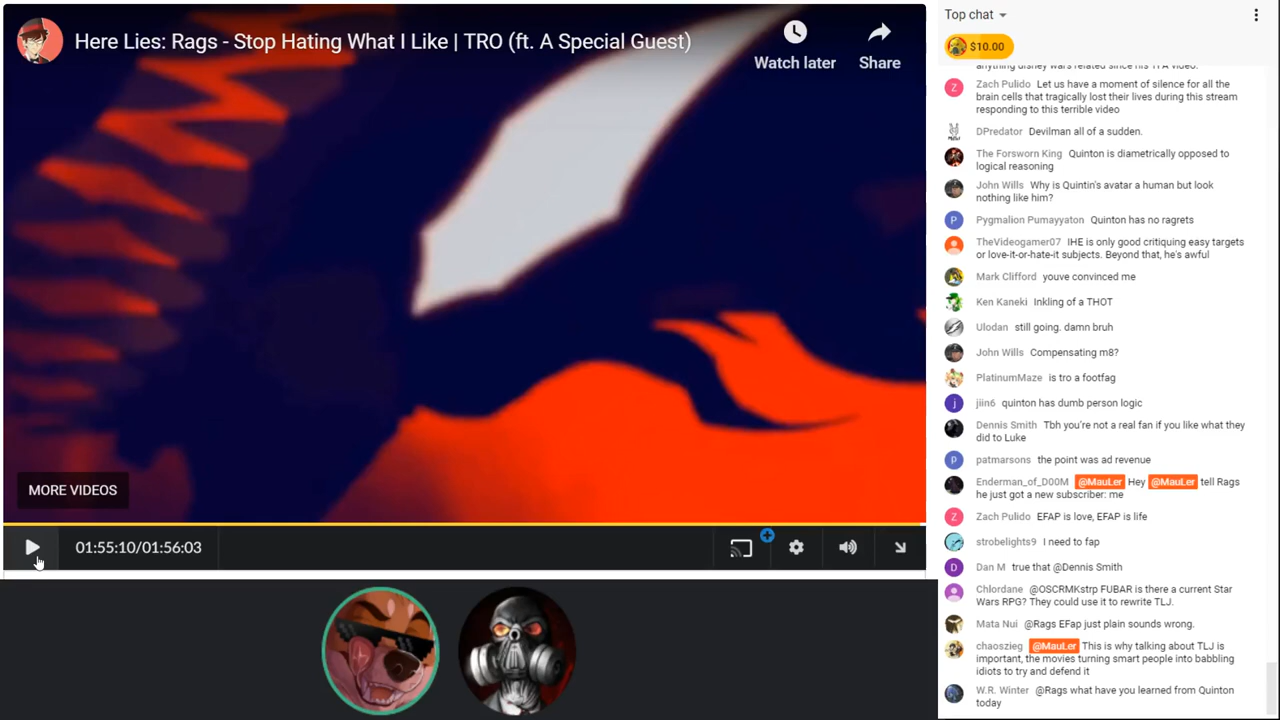 Here Lies: Rags - Stop Hating What I Like | TRO (ft. A Special Guest)
Watch later
Share
MORE VIDEOS
01:55:10/01:56:03
Top chat
$10.00
anything disney wars related since his TFA video.
Zach Pulido Let us have a moment of silence for all the
brain cells that tragically lost their lives during this stream
responding to this terrible video
DPredator Devilman all of a sudden.
The Forsworn King Quinton is diametrically opposed to
logical reasoning
John Wills Why is Quintin's avatar a human but look
nothing like him?
Pygmalion Pumayyaton Quinton has no ragrets
TheVideogamer07 IHE is only good critiquing easy targets
or love-it-or-hate-it subjects. Beyond that, he's awful
Mark Clifford youve convinced me
Ken Kaneki Inkling of a THOT
Ulodan still going. damn bruh
John Wills Compensating m8?
PlatinumMaze is tro a footfag
jiin6 quinton has dumb person logic
Dennis Smith Tbh you're not a real fan if you like what they
did to Luke
patmarsons the point was ad revenue
Enderman_of_D00M @MauLer Hey @MauLer tell Rags
he just got a new subscriber: me
Zach Pulido EFAP is love, EFAP is life
strobelights9 I need to fap
Dan M true that @Dennis Smith
Chlordane @OSCRMKstrp FUBAR is there a current Star
Wars RPG? They could use it to rewrite TLJ.
Mata Nui @Rags EFap just plain sounds wrong.
chaoszieg @MauLer This is why talking about TLJ is
important, the movies turning smart people into babbling
idiots to try and defend it
W.R. Winter @Rags what have you learned from Quinton
today